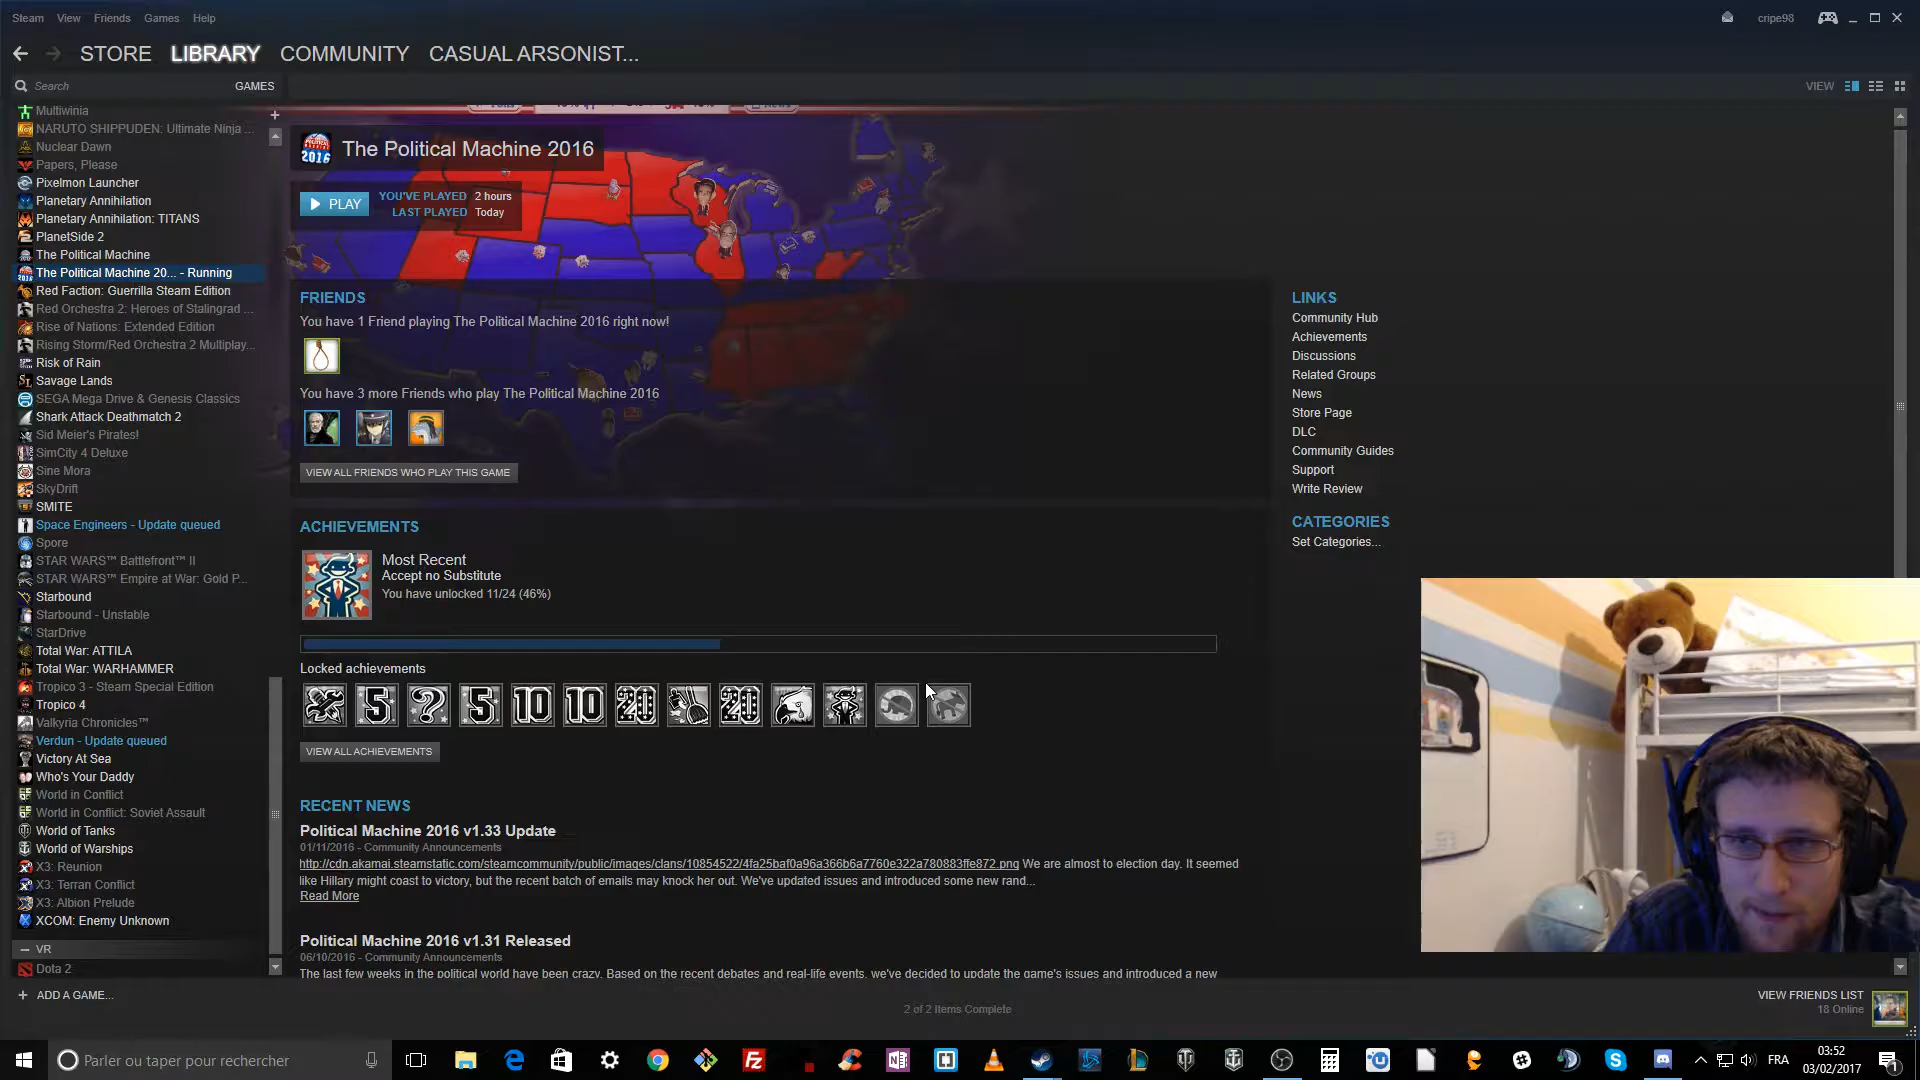 Steam View Friends Games Help
cripe98
STORE LIBRARY COMMUNITY CASUAL ARSONIST...
Search GAMES
VIEW
Multiwinia
NARUTO SHIPPUDEN: Ultimate Ninja ...
Nuclear Dawn
Papers, Please
Pixelmon Launcher
Planetary Annihilation
Planetary Annihilation: TITANS
PlanetSide 2
The Political Machine
The Political Machine 20... - Running
Red Faction: Guerrilla Steam Edition
Red Orchestra 2: Heroes of Stalingrad ...
Rise of Nations: Extended Edition
Rising Storm/Red Orchestra 2 Multiplay...
Risk of Rain
Savage Lands
SEGA Mega Drive & Genesis Classics
Shark Attack Deathmatch 2
Sid Meier's Pirates!
SimCity 4 Deluxe
Sine Mora
SkyDrift
SMITE
Space Engineers - Update queued
Spore
STAR WARS™ Battlefront™ II
STAR WARS™ Empire at War: Gold P...
Starbound
Starbound - Unstable
StarDrive
Total War: ATTILA
Total War: WARHAMMER
Tropico 3 - Steam Special Edition
Tropico 4
Valkyria Chronicles™
Verdun - Update queued
Victory At Sea
Who's Your Daddy
World in Conflict
World in Conflict: Soviet Assault
World of Tanks
World of Warships
X3: Reunion
X3: Terran Conflict
X3: Albion Prelude
XCOM: Enemy Unknown
VR
Dota 2
ADD A GAME...
The Political Machine 2016
PLAY
YOU'VE PLAYED 2 hours
LAST PLAYED Today
FRIENDS
You have 1 Friend playing The Political Machine 2016 right now!
You have 3 more Friends who play The Political Machine 2016
VIEW ALL FRIENDS WHO PLAY THIS GAME
ACHIEVEMENTS
Most Recent
Accept no Substitute
You have unlocked 11/24 (46%)
Locked achievements
5 ? 5 10 10 20 20
VIEW ALL ACHIEVEMENTS
RECENT NEWS
Political Machine 2016 v1.33 Update
01/11/2016 - Community Announcements
http://cdn.akamai.steamstatic.com/steamcommunity/public/images/clans/10854522/4fa25baf0a96a366b6a7760e322a780883ffe872.png We are almost to election day. It seemed
like Hillary might coast to victory, but the recent batch of emails may knock her out. We've updated issues and introduced some new rand...
Read More
Political Machine 2016 v1.31 Released
06/10/2016 - Community Announcements
The last few weeks in the political world have been crazy. Based on the recent debates and real-life events, we've decided to update the game's issues and introduced a new
LINKS
Community Hub
Achievements
Discussions
Related Groups
News
Store Page
DLC
Community Guides
Support
Write Review
CATEGORIES
Set Categories...
2 of 2 Items Complete
VIEW FRIENDS LIST
18 Online
Parler ou taper pour rechercher
FRA
03:52
03/02/2017